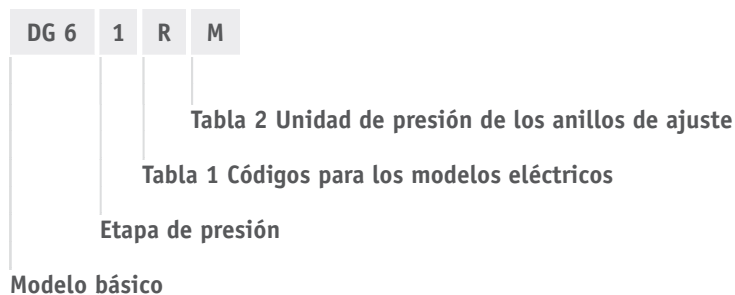 DG 6 1 R M
Tabla 2 Unidad de presión de los anillos de ajuste
Tabla 1 Códigos para los modelos eléctricos
Etapa de presión
Modelo básico